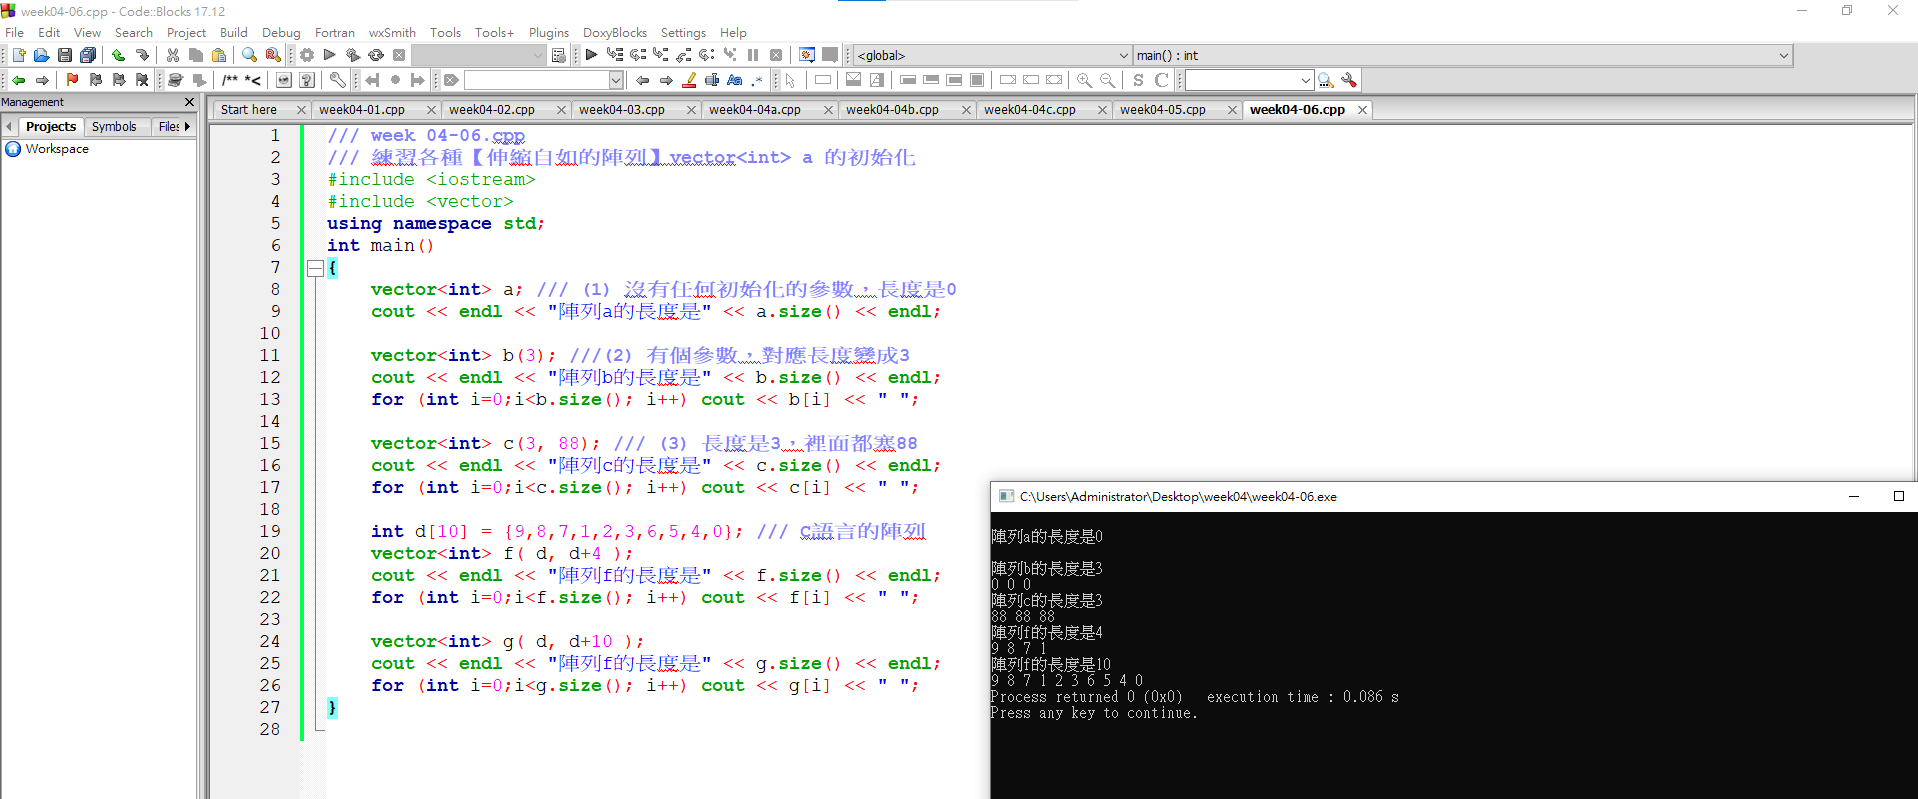 week04-06.cpp - Code::Blocks 17.12
File Edit View Search Project Build Debug Fortran wxSmith Tools Tools+ Plugins DoxyBlocks Settings Help
<global> main() : int
/** *<
Aa .*
S C
Management
Start here week04-01.cpp week04-02.cpp week04-03.cpp week04-04a.cpp week04-04b.cpp week04-04c.cpp week04-05.cpp week04-06.cpp
Projects Symbols Files
Workspace
1 /// week 04-06.cpp
2 /// 練習各種【伸縮自如的陣列】vector<int> a 的初始化
3 #include <iostream>
4 #include <vector>
5 using namespace std;
6 int main()
7 {
8 vector<int> a; /// (1) 沒有任何初始化的參數，長度是0
9 cout << endl << "陣列a的長度是" << a.size() << endl;
10
11 vector<int> b(3); ///(2) 有個參數，對應長度變成3
12 cout << endl << "陣列b的長度是" << b.size() << endl;
13 for (int i=0;i<b.size(); i++) cout << b[i] << " ";
14
15 vector<int> c(3, 88); /// (3) 長度是3，裡面都塞88
16 cout << endl << "陣列c的長度是" << c.size() << endl;
17 for (int i=0;i<c.size(); i++) cout << c[i] << " ";
18
19 int d[10] = {9,8,7,1,2,3,6,5,4,0}; /// C語言的陣列
20 vector<int> f( d, d+4 );
21 cout << endl << "陣列f的長度是" << f.size() << endl;
22 for (int i=0;i<f.size(); i++) cout << f[i] << " ";
23
24 vector<int> g( d, d+10 );
25 cout << endl << "陣列f的長度是" << g.size() << endl;
26 for (int i=0;i<g.size(); i++) cout << g[i] << " ";
27 }
28
C:\Users\Administrator\Desktop\week04\week04-06.exe
陣列a的長度是0
陣列b的長度是3
0 0 0
陣列c的長度是3
88 88 88
陣列f的長度是4
9 8 7 1
陣列f的長度是10
9 8 7 1 2 3 6 5 4 0
Process returned 0 (0x0) execution time : 0.086 s
Press any key to continue.